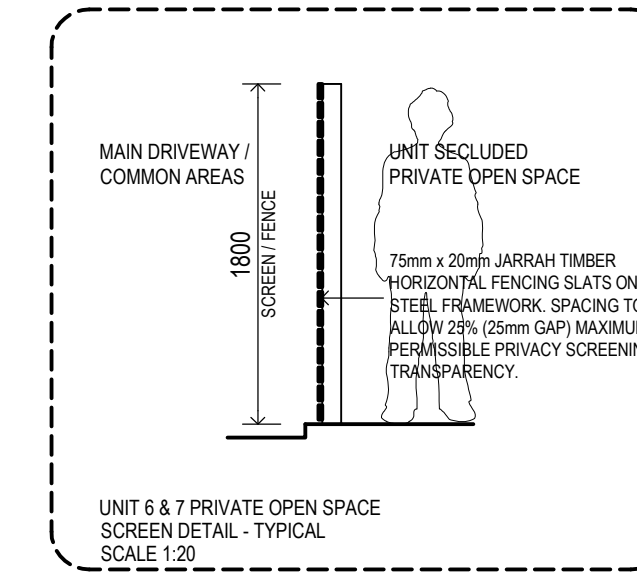 MAIN DRIVEWAY /
COMMON AREAS
1800
SCREEN / FENCE
UNIT SECLUDED
PRIVATE OPEN SPACE
75mm x 20mm JARRAH TIMBER
HORIZONTAL FENCING SLATS ON
STEEL FRAMEWORK. SPACING TO
ALLOW 25% (25mm GAP) MAXIMU
PERMISSIBLE PRIVACY SCREENIN
TRANSPARENCY.
UNIT 6 & 7 PRIVATE OPEN SPACE
SCREEN DETAIL - TYPICAL
SCALE 1:20